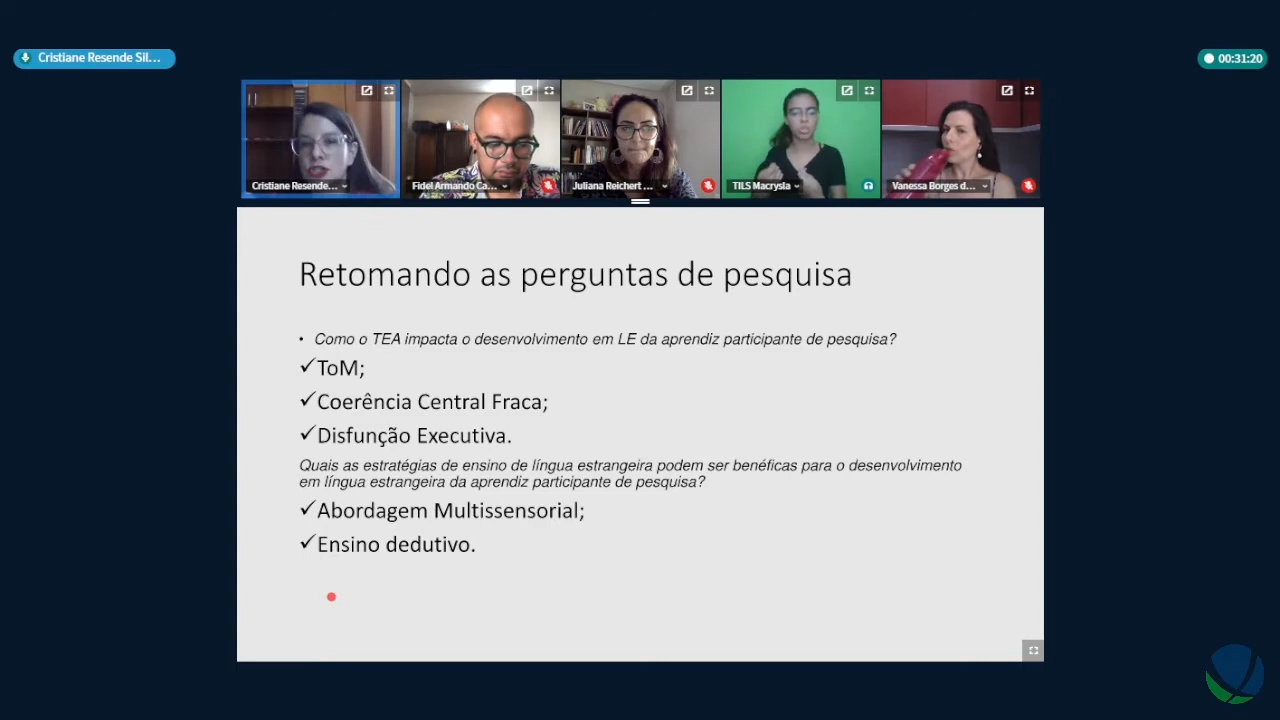 Cristiane Resende Sil...
00:31:20
Cristiane Resende...
Fidel Armando Ca...
Juliana Reichert ...
TILS Macrysla
Vanessa Borges d...
Retomando as perguntas de pesquisa
• Como o TEA impacta o desenvolvimento em LE da aprendiz participante de pesquisa?
✓ToM;
✓Coerência Central Fraca;
✓Disfunção Executiva.
Quais as estratégias de ensino de língua estrangeira podem ser benéficas para o desenvolvimento
em língua estrangeira da aprendiz participante de pesquisa?
✓Abordagem Multissensorial;
✓Ensino dedutivo.